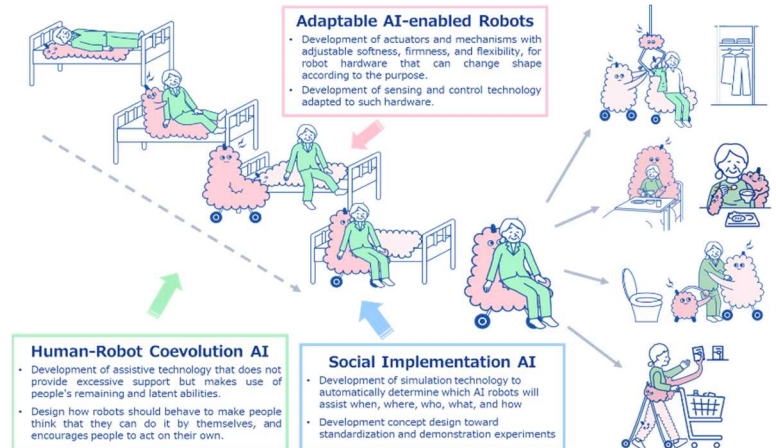 Adaptable AI-enabled Robots
• Development of actuators and mechanisms with
adjustable softness, firmness, and flexibility, for
robot hardware that can change shape
according to the purpose.
• Development of sensing and control technology
adapted to such hardware.
Human-Robot Coevolution AI
• Development of assistive technology that does not
provide excessive support but makes use of
people's remaining and latent abilities.
• Design how robots should behave to make people
think that they can do it by themselves, and
encourages people to act on their own.
Social Implementation AI
• Development of simulation technology to
automatically determine which AI robots will
assist when, where, who, what, and how
• Development concept design toward
standardization and demonstration experiments